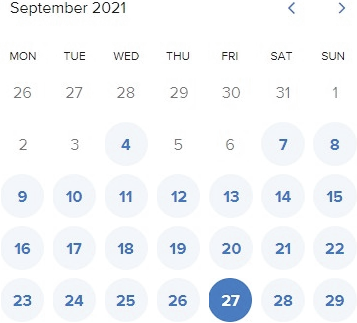 September 2021
MON TUE WED THU FRI SAT SUN
26 27 28 29 30 31 1
2 3 4 5 6 7 8
9 10 11 12 13 14 15
16 17 18 19 20 21 22
23 24 25 26 27 28 29